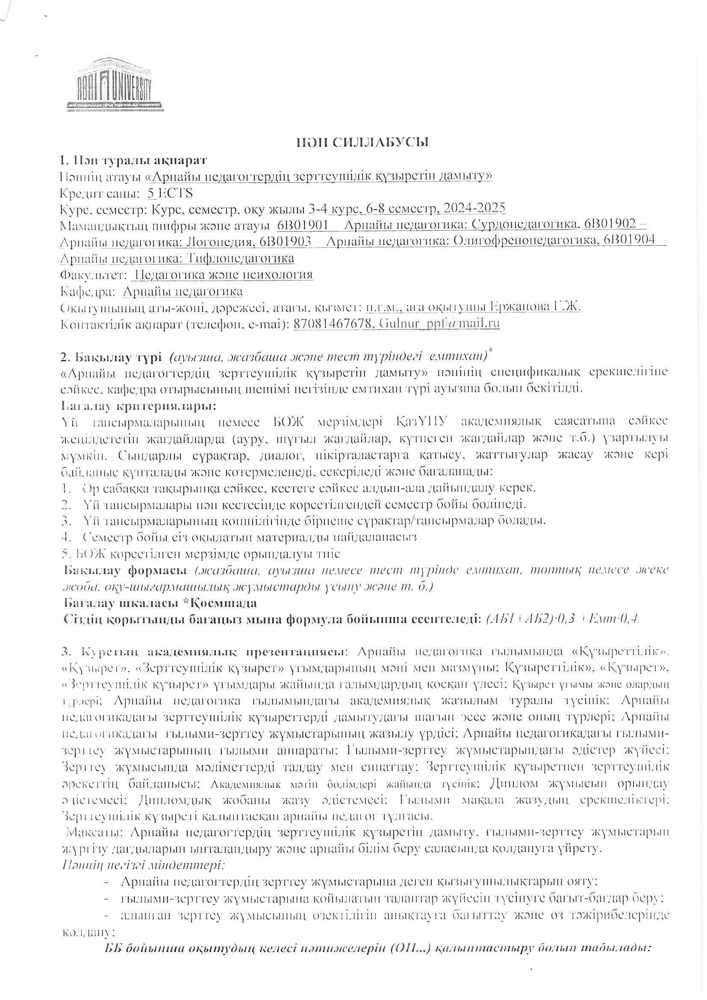 ABAI UNIVERSITY
АБАЙ АТЫНДАҒЫ ҚАЗАҚ ҰЛТТЫҚ ПЕДАГОГИКАЛЫҚ УНИВЕРСИТЕТІ
ПӘН СИЛЛАБУСЫ
1. Пән туралы ақпарат
Пәннің атауы «Арнайы педагогтердің зерттеушілік құзыретін дамыту»
Кредит саны: 5 ECTS
Курс, семестр: Курс, семестр, оқу жылы 3-4 курс, 6-8 семестр, 2024-2025
Мамандықтың шифры және атауы 6B01901 – Арнайы педагогика: Сурдопедагогика, 6B01902 –
Арнайы педагогика: Логопедия, 6B01903 – Арнайы педагогика: Олигофренопедагогика, 6B01904 –
Арнайы педагогика: Тифлопедагогика
Факультет: Педагогика және психология
Кафедра: Арнайы педагогика
Оқытушының аты-жөні, дәрежесі, атағы, қызмет: п.ғ.м., аға оқытушы Ержанова Г.Ж.
Контактілік ақпарат (телефон, e-mai): 87081467678, Gulnur_ppf@mail.ru
2. Бақылау түрі (ауызша, жазбаша және тест түріндегі емтихан)*
«Арнайы педагогтердің зерттеушілік құзыретін дамыту» пәнінің спецификалық ерекшелігіне
сәйкес, кафедра отырысының шешімі негізінде емтихан түрі ауызша болып бекітілді.
Бағалау критериялары:
Үй тапсырмаларының немесе БОЖ мерзімдері ҚазҰПУ академиялық саясатына сәйкес
жеңілдететін жағдайларда (ауру, шұғыл жағдайлар, күтпеген жағдайлар және т.б.) ұзартылуы
мүмкін. Сындарлы сұрақтар, диалог, пікірталастарға қатысу, жаттығулар жасау және кері
байланыс құпталады және көтермеленеді, ескеріледі және бағаланады:
1. Әр сабаққа тақырыпқа сәйкес, кестеге сәйкес алдын-ала дайындалу керек.
2. Үй тапсырмалары пән кестесінде көрсетілгендей семестр бойы бөлінеді.
3. Үй тапсырмаларының көпшілігінде бірнеше сұрақтар/тапсырмалар болады.
4. Семестр бойы сіз оқылатын материалды пайдаланасыз
5. БОЖ көрсетілген мерзімде орындалуы тиіс
Бақылау формасы (жазбаша, ауызша немесе тест түрінде емтихан, топтық немесе жеке
жоба, оқу-шығармашылық жұмыстарды ұсыну және т. б.)
Бағалау шкаласы *Қосмшада
Сіздің қорытынды бағаңыз мына формула бойынша есептеледі: (АБ1+АБ2)·0,3 + Емт·0,4
3. Курстың академиялық презентациясы: Арнайы педагогика ғылымында «Құзыреттілік»,
«Құзырет», «Зерттеушілік құзырет» ұғымдарының мәні мен мазмұны; Құзыреттілік», «Құзырет»,
«Зерттеушілік құзырет» ұғымдары жайында ғалымдардың қосқан үлесі; Құзырет ұғымы және олардың
түрлері; Арнайы педагогика ғылымындағы академиялық жазылым туралы түсінік; Арнайы
педагогикадағы зерттеушілік құзыреттерді дамытудағы шағын эссе және оның түрлері; Арнайы
педагогикадағы ғылыми-зерттеу жұмыстарының жазылу үрдісі; Арнайы педагогикадағы ғылыми-
зерттеу жұмыстарының ғылыми аппараты; Ғылыми-зерттеу жұмыстарындағы әдістер жүйесі;
Зерттеу жұмысында мәліметтерді талдау мен сипаттау; Зерттеушілік құзыретпен зерттеушілік
әрекеттің байланысы; Академиялық мәтін бөлімдері жайында түсінік; Диплом жұмысын орындау
әдістемесі; Дипломдық жобаны жазу әдістемесі; Ғылыми мақала жазудың ерекшеліктері;
Зерттеушілік құзыреті қалыптасқан арнайы педагог тұлғасы.
Мақсаты: Арнайы педагогтердің зерттеушілік құзыретін дамыту, ғылыми-зерттеу жұмыстарын
жүргізу дағдыларын ынталандыру және арнайы білім беру саласында қолдануға үйрету.
Пәннің негізгі міндеттері:
- Арнайы педагогтердің зерттеу жұмыстарына деген қызығушылықтарын ояту;
- ғылыми-зерттеу жұмыстарына қойылатын талаптар жүйесін түсінуге бағыт-бағдар беру;
- алынған зерттеу жұмысының өзектілігін анықтауға бағыттау және өз тәжірибелерінде
қолдану;
ББ бойынша оқытудың келесі нәтижелерін (ОН...) қалыптастыру болып табылады: